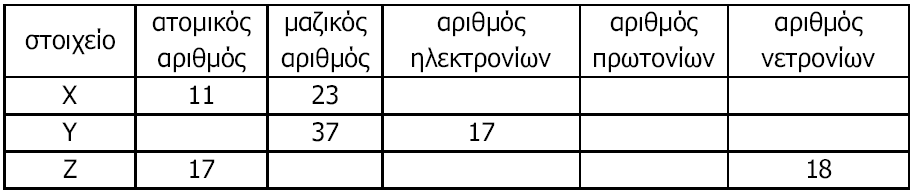 στοιχείο ατομικός αριθμός μαζικός αριθμός αριθμός ηλεκτρονίων αριθμός πρωτονίων αριθμός νετρονίων
X 11 23
Y 37 17
Z 17 18